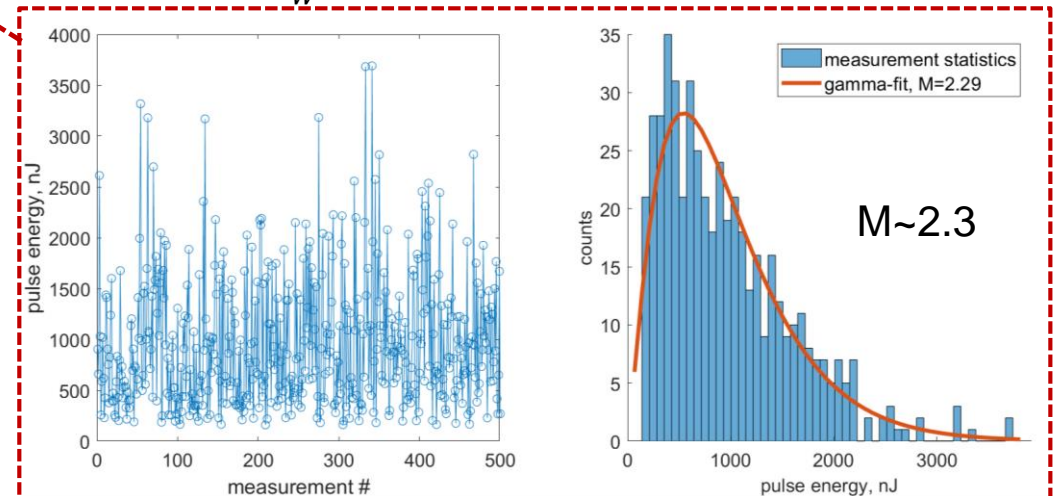 W
4000
3500
3000
2500
2000
1500
1000
500
0
0 100 200 300 400 500
pulse energy, nJ
measurement #
35
30
25
20
15
10
5
0
0 1000 2000 3000
counts
pulse energy, nJ
measurement statistics
gamma-fit, M=2.29
M~2.3